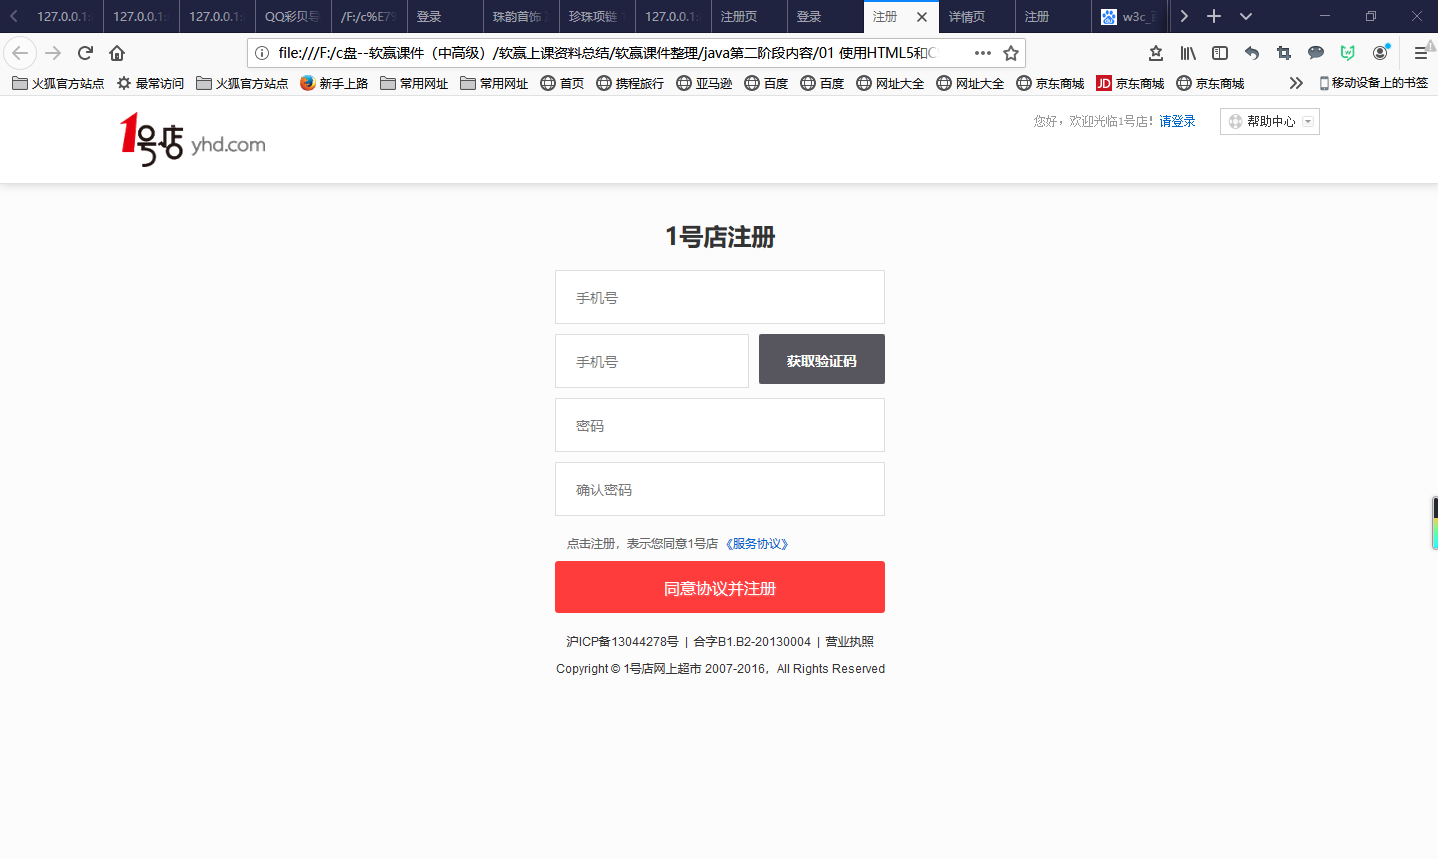 127.0.0.1:
127.0.0.1:
127.0.0.1:
QQ彩贝导
/F:/c%E79
登录
珠韵首饰
珍珠项链
127.0.0.1:
注册页
登录
注册
详情页
注册
w3c_
file:///F:/c盘--软赢课件（中高级）/软赢上课资料总结/软赢课件整理/java第二阶段内容/01 使用HTML5和C
火狐官方站点 最常访问 火狐官方站点 新手上路 常用网址 常用网址 首页 携程旅行 亚马逊 百度 百度 网址大全 网址大全 京东商城 JD 京东商城 京东商城 移动设备上的书签
1号店 yhd.com
您好，欢迎光临1号店！请登录 帮助中心
1号店注册
手机号
手机号 获取验证码
密码
确认密码
点击注册，表示您同意1号店 《服务协议》
同意协议并注册
沪ICP备13044278号 | 合字B1.B2-20130004 | 营业执照
Copyright © 1号店网上超市 2007-2016，All Rights Reserved